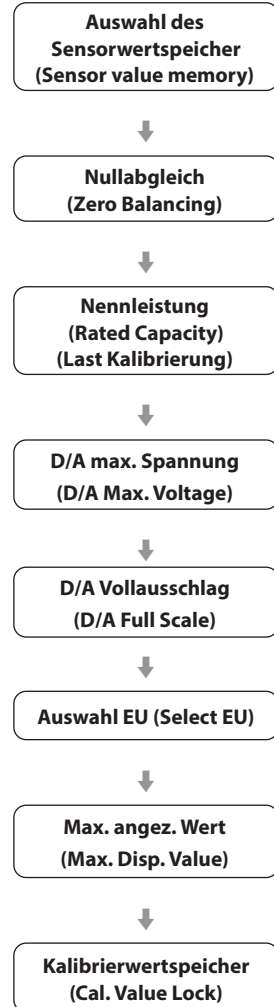 Auswahl des
Sensorwertspeicher
(Sensor value memory)
Nullabgleich
(Zero Balancing)
Nennleistung
(Rated Capacity)
(Last Kalibrierung)
D/A max. Spannung
(D/A Max. Voltage)
D/A Vollausschlag
(D/A Full Scale)
Auswahl EU (Select EU)
Max. angez. Wert
(Max. Disp. Value)
Kalibrierwertspeicher
(Cal. Value Lock)